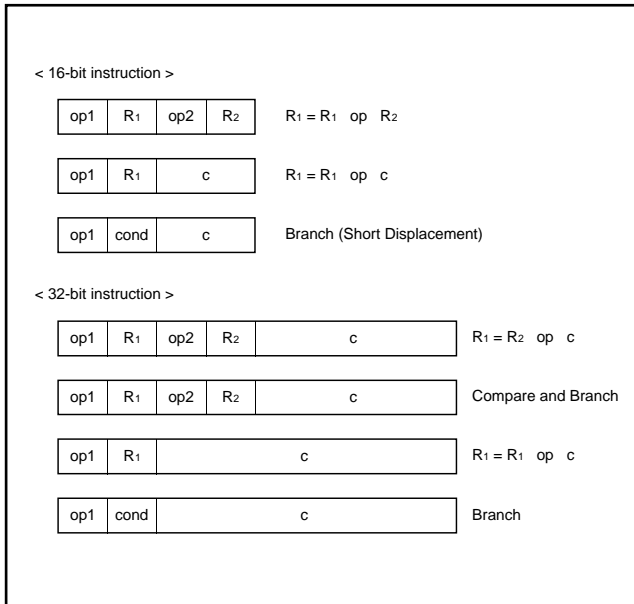 < 16-bit instruction >
op1 R1 op2 R2 R1 = R1 op R2
op1 R1 c R1 = R1 op c
op1 cond c Branch (Short Displacement)
< 32-bit instruction >
op1 R1 op2 R2 c R1 = R2 op c
op1 R1 op2 R2 c Compare and Branch
op1 R1 c R1 = R1 op c
op1 cond c Branch